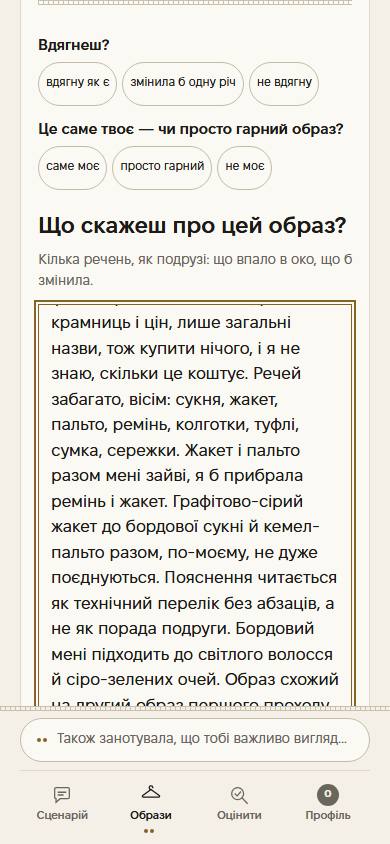 Вдягнеш?
вдягну як є
змінила б одну річ
не вдягну
Це саме твоє — чи просто гарний образ?
саме моє
просто гарний
не моє
Що скажеш про цей образ?
Кілька речень, як подрузі: що впало в око, що б
змінила.
крамниць і цін, лише загальні
назви, тож купити нічого, і я не
знаю, скільки це коштує. Речей
забагато, вісім: сукня, жакет,
пальто, ремінь, колготки, туфлі,
сумка, сережки. Жакет і пальто
разом мені зайві, я б прибрала
ремінь і жакет. Графітово-сірий
жакет до бордової сукні й кемел-
пальто разом, по-моєму, не дуже
поєднуються. Пояснення читається
як технічний перелік без абзаців, а
не як порада подруги. Бордовий
мені підходить до світлого волосся
й сіро-зелених очей. Образ схожий
на другий образ першого проходу
Також занотувала, що тобі важливо вигляд...
Сценарій
Образи
Оцінити
0
Профіль